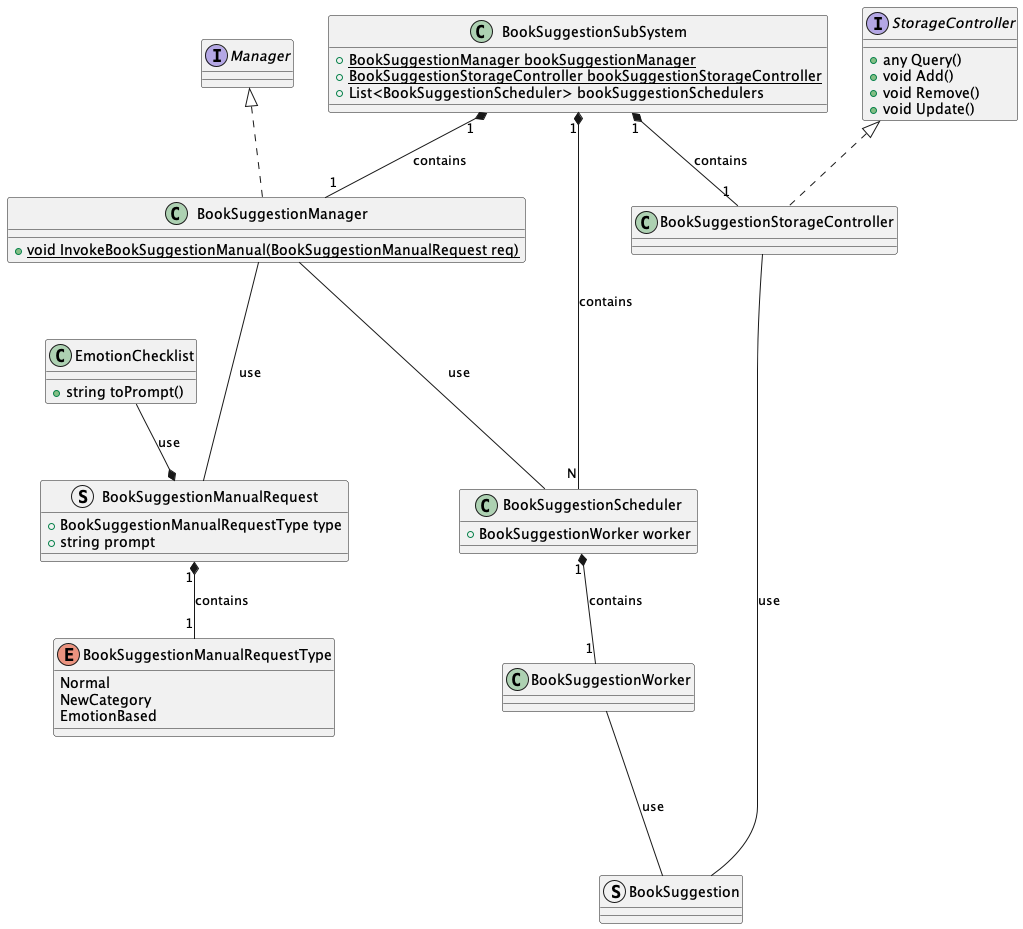 I Manager
C BookSuggestionSubSystem
BookSuggestionManager bookSuggestionManager
BookSuggestionStorageController bookSuggestionStorageController
List<BookSuggestionScheduler> bookSuggestionSchedulers
I StorageController
any Query()
void Add()
void Remove()
void Update()
1
1
1
contains
contains
contains
1
1
C BookSuggestionManager
void InvokeBookSuggestionManual(BookSuggestionManualRequest req)
C BookSuggestionStorageController
C EmotionChecklist
string toPrompt()
use
use
use
N
S BookSuggestionManualRequest
BookSuggestionManualRequestType type
string prompt
C BookSuggestionScheduler
BookSuggestionWorker worker
1
contains
1
1
contains
1
use
E BookSuggestionManualRequestType
Normal
NewCategory
EmotionBased
C BookSuggestionWorker
use
S BookSuggestion